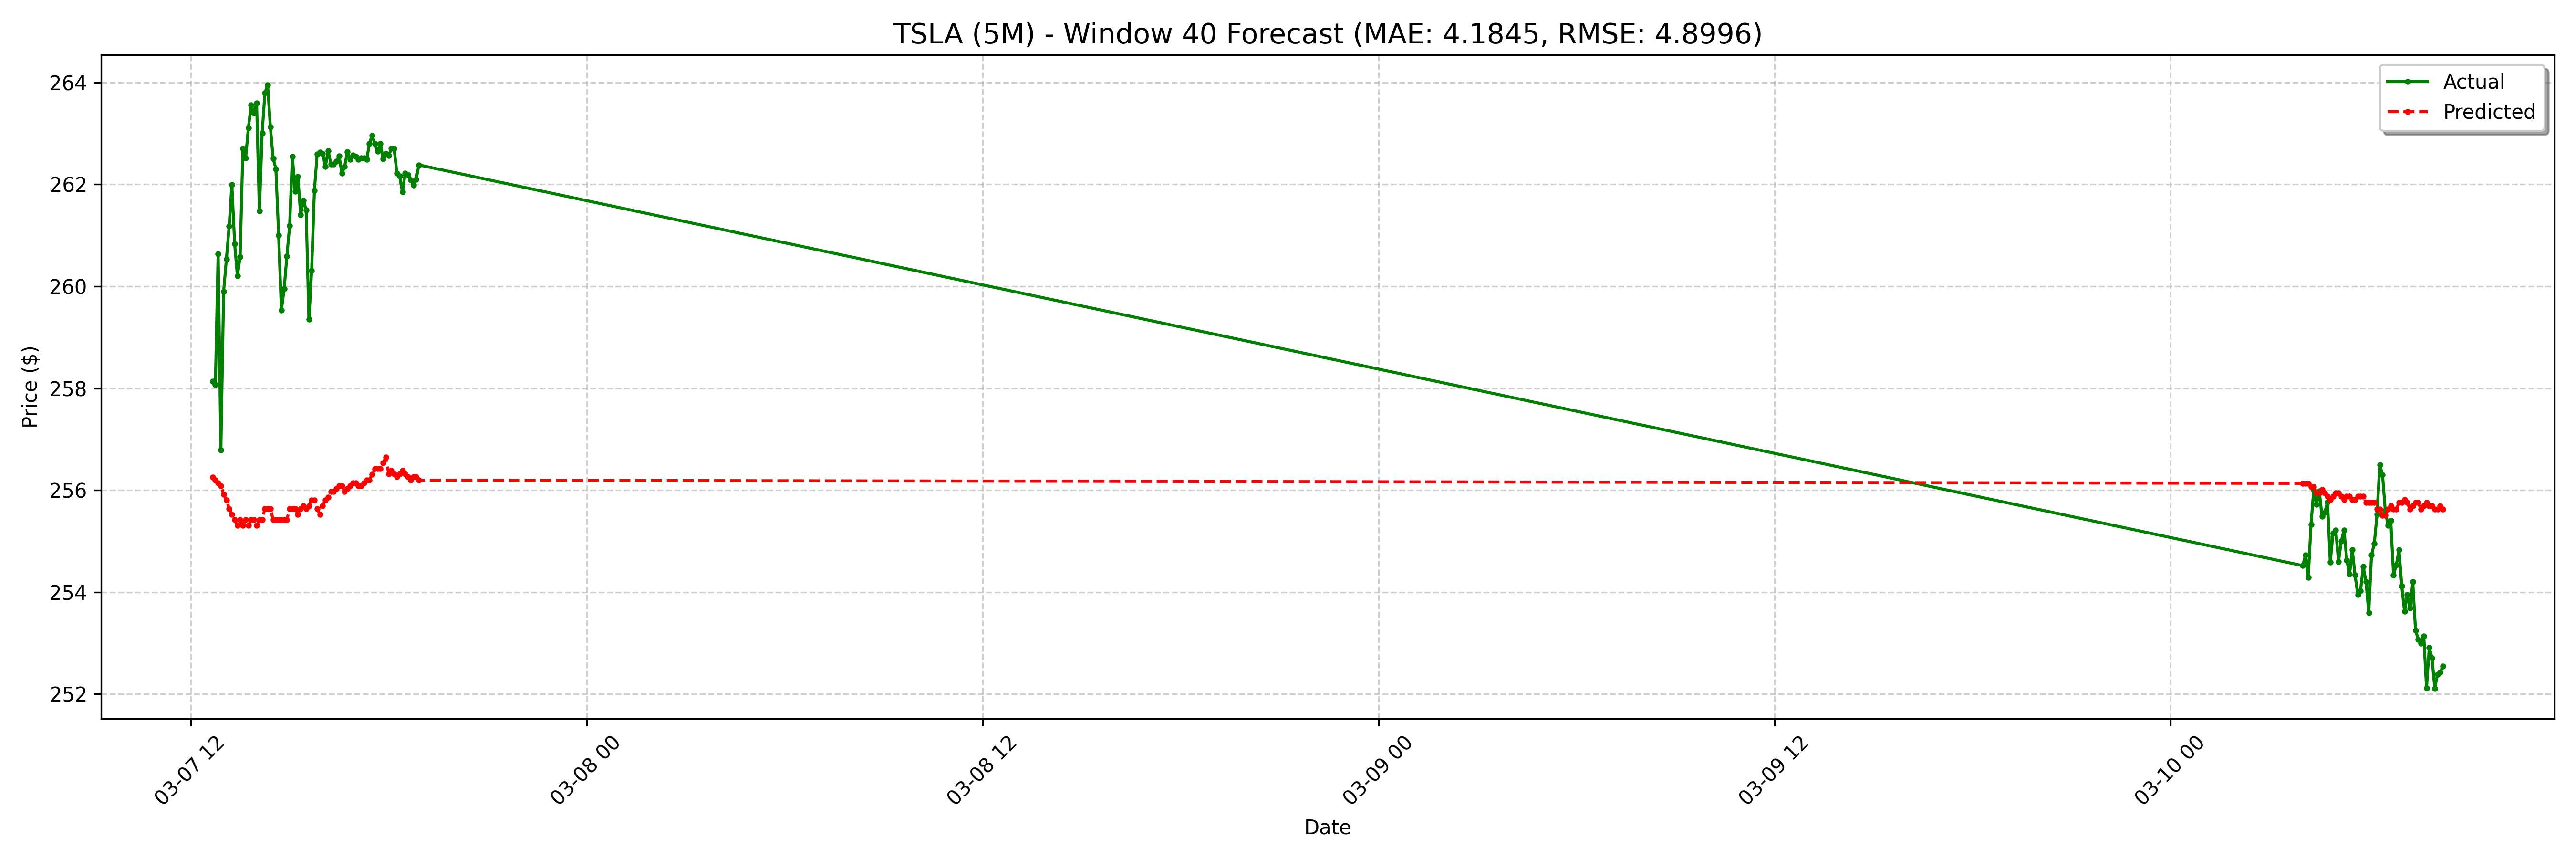 TSLA (5M) - Window 40 Forecast (MAE: 4.1845, RMSE: 4.8996)
Actual
Predicted
Price ($)
264
262
260
258
256
254
252
03-07 12
03-08 00
03-08 12
03-09 00
03-09 12
03-10 00
Date